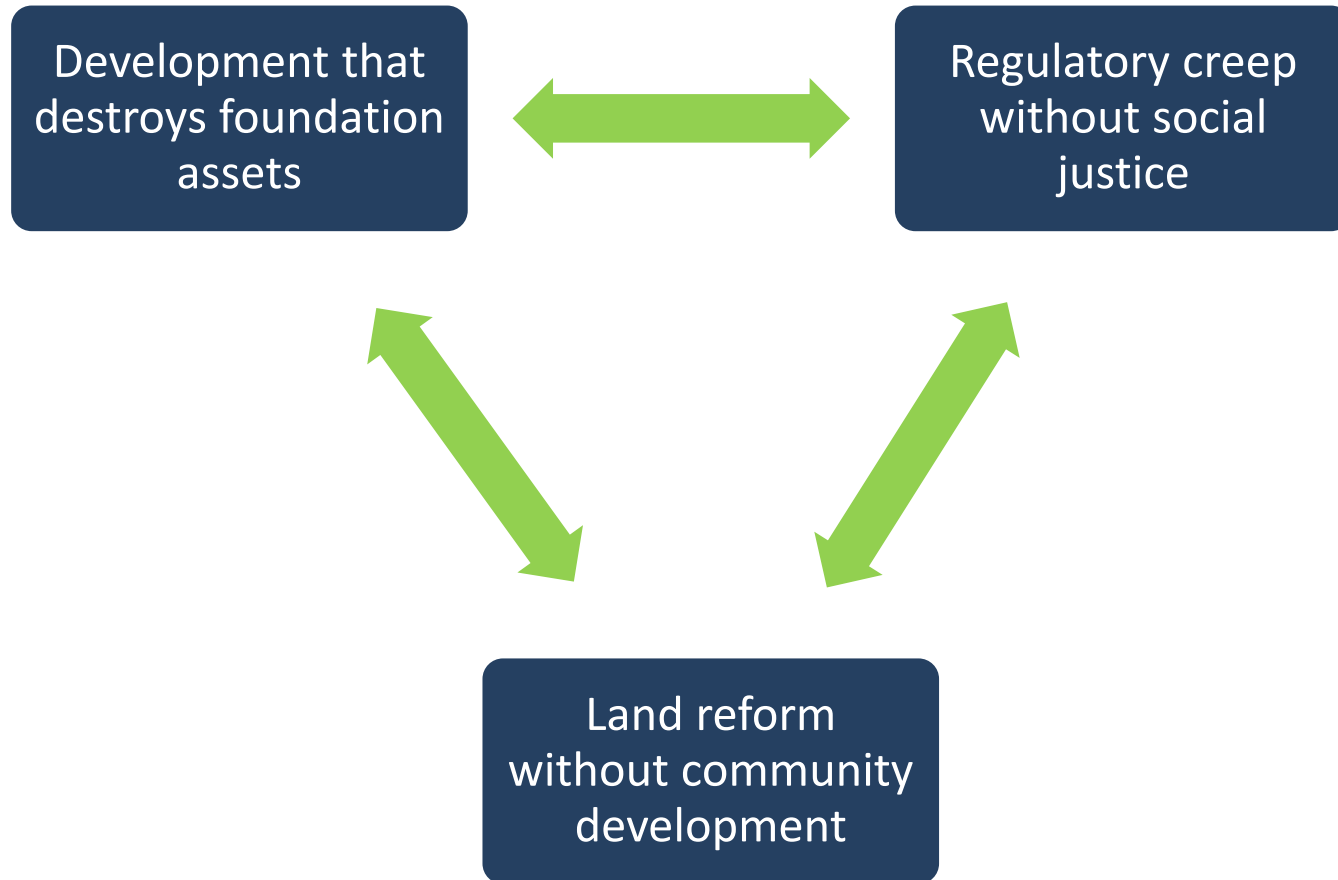 Development that
destroys foundation
assets
Regulatory creep
without social
justice
Land reform
without community
development